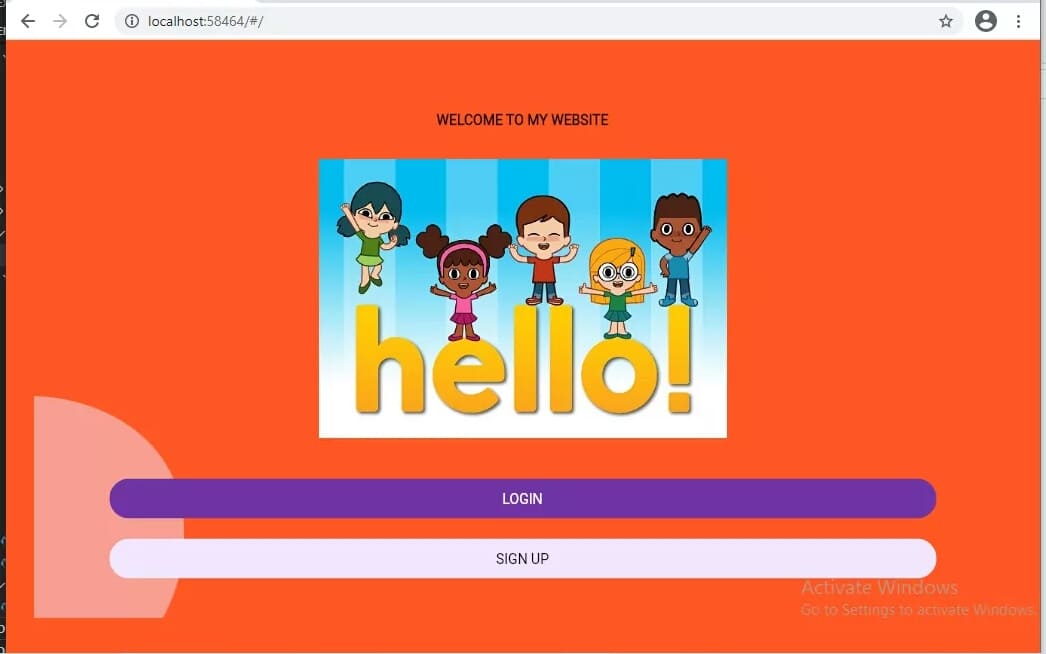 localhost:58464/#/
WELCOME TO MY WEBSITE
hello!
LOGIN
SIGN UP
Activate Windows
Go to Settings to activate Windows.